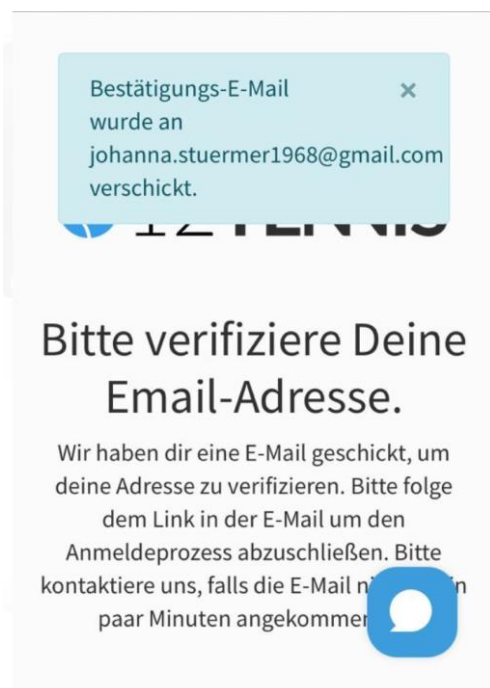 Bestätigungs-E-Mail
wurde an
johanna.stuermer1968@gmail.com
verschickt.
×
Bitte verifiziere Deine
Email-Adresse.
Wir haben dir eine E-Mail geschickt, um
deine Adresse zu verifizieren. Bitte folge
dem Link in der E-Mail um den
Anmeldeprozess abzuschließen. Bitte
kontaktiere uns, falls die E-Mail
paar Minuten